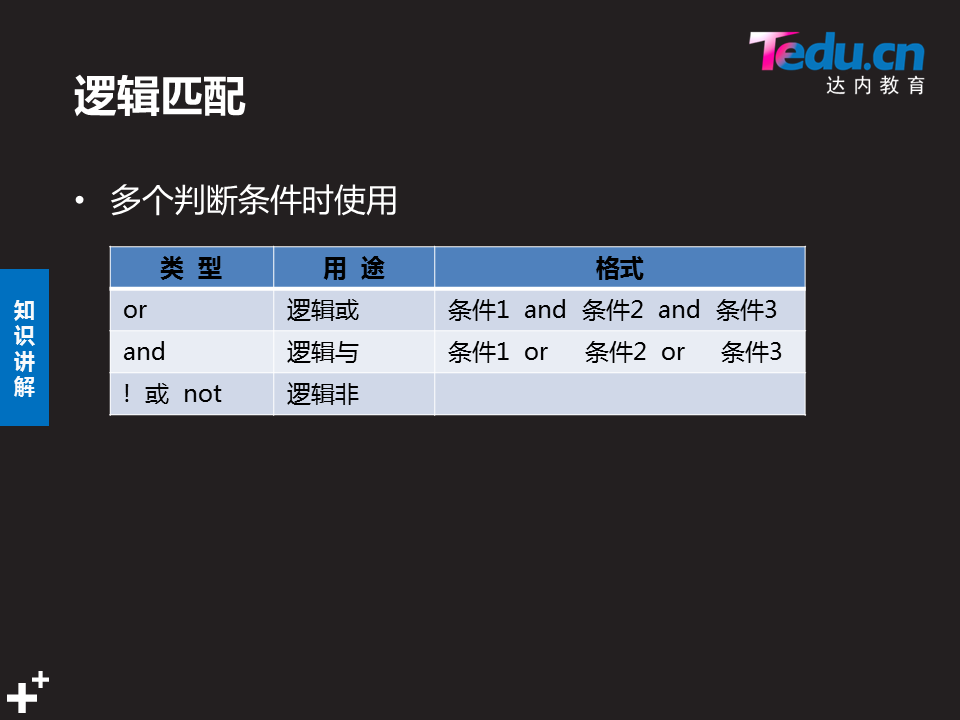 Tedu.cn
达内教育
逻辑匹配
• 多个判断条件时使用
类 型 用 途 格式
or 逻辑或 条件1 and 条件2 and 条件3
and 逻辑与 条件1 or 条件2 or 条件3
! 或 not 逻辑非
知
识
讲
解